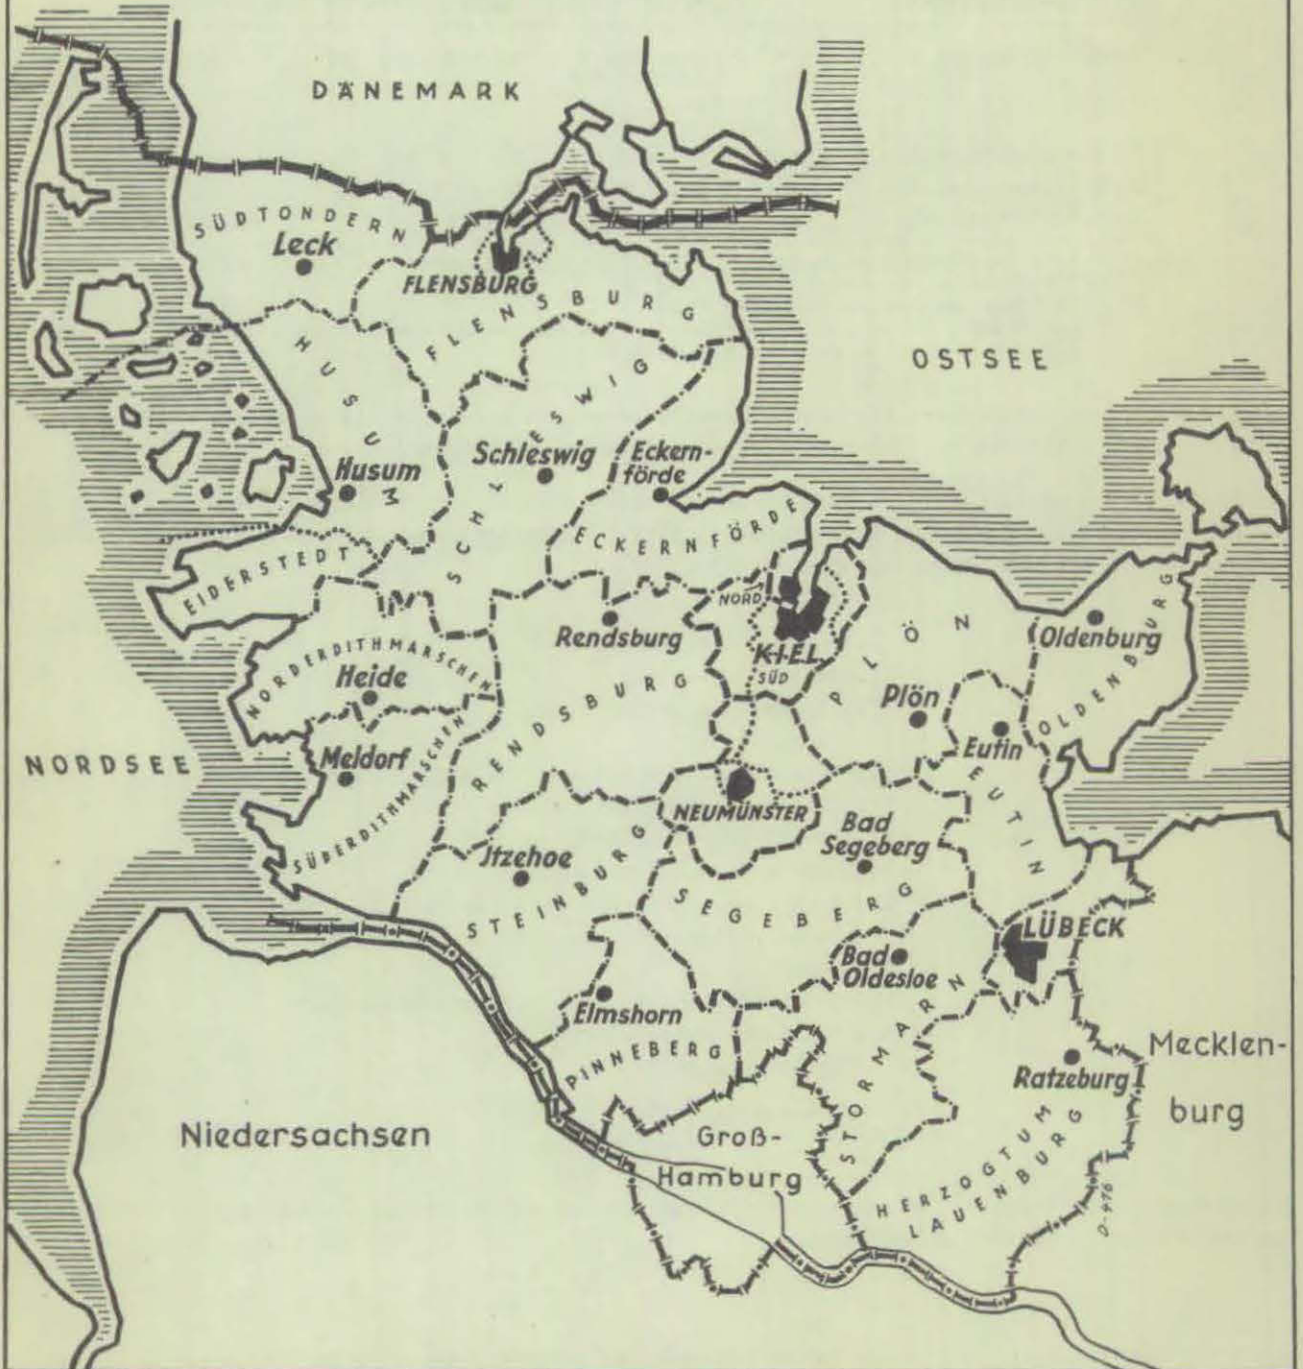 DÄNEMARK
SÜDTONDERN
Leck
FLENSBURG
FLENSBURG
OSTSEE
HUSUM
SCHLESWIG
Schleswig
Eckern-
förde
Husum
ECKERNFÖRDE
EIDERSTEDT
NORD
Rendsburg
KIEL
SÜD
PLÖN
Oldenburg
OLDENBURG
NORDERDITHMARSCHEN
Heide
RENDSBURG
Plön
Eutin
NORDSEE
Meldorf
SÜDERDITHMARSCHEN
NEUMÜNSTER
Bad
Segeberg
EUTIN
Jtzehoe
STEINBURG
SEGEBERG
LÜBECK
Bad
Oldesloe
Elmshorn
PINNEBERG
STORMARN
Ratzeburg
Mecklen-
burg
Niedersachsen
Groß-
Hamburg
HERZOGTUM
LAUENBURG
D-476